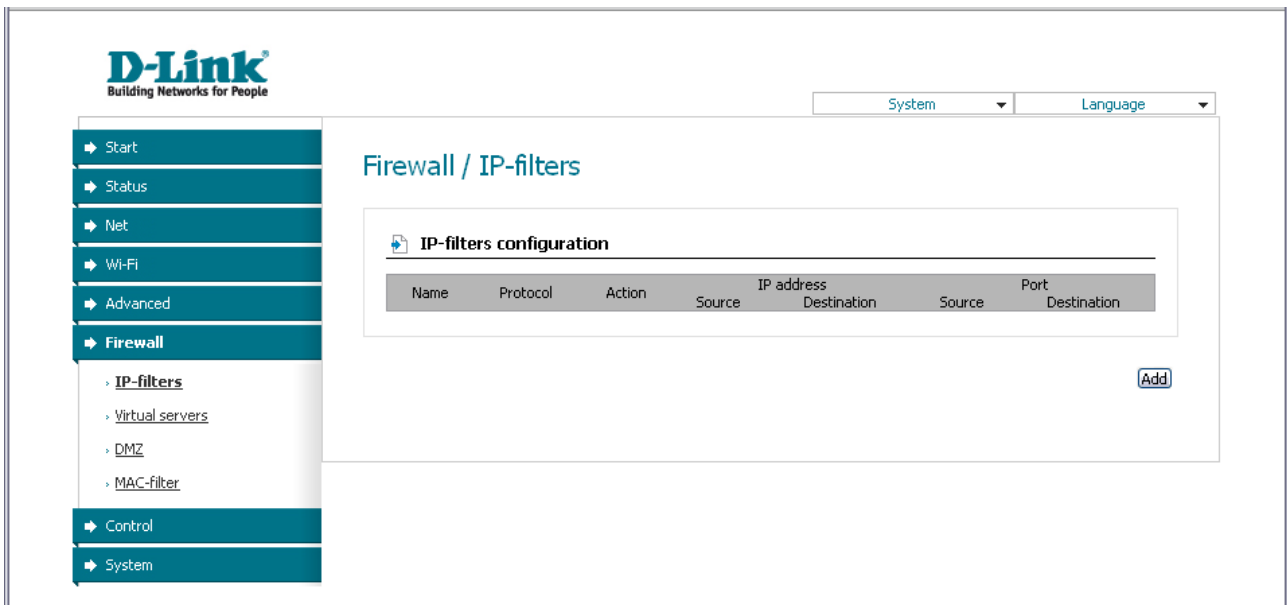 D-Link
Building Networks for People
System Language
Start
Status
Net
Wi-Fi
Advanced
Firewall
IP-filters
Virtual servers
DMZ
MAC-filter
Control
System
Firewall / IP-filters
IP-filters configuration
Name Protocol Action IP address Port
Source Destination Source Destination
Add